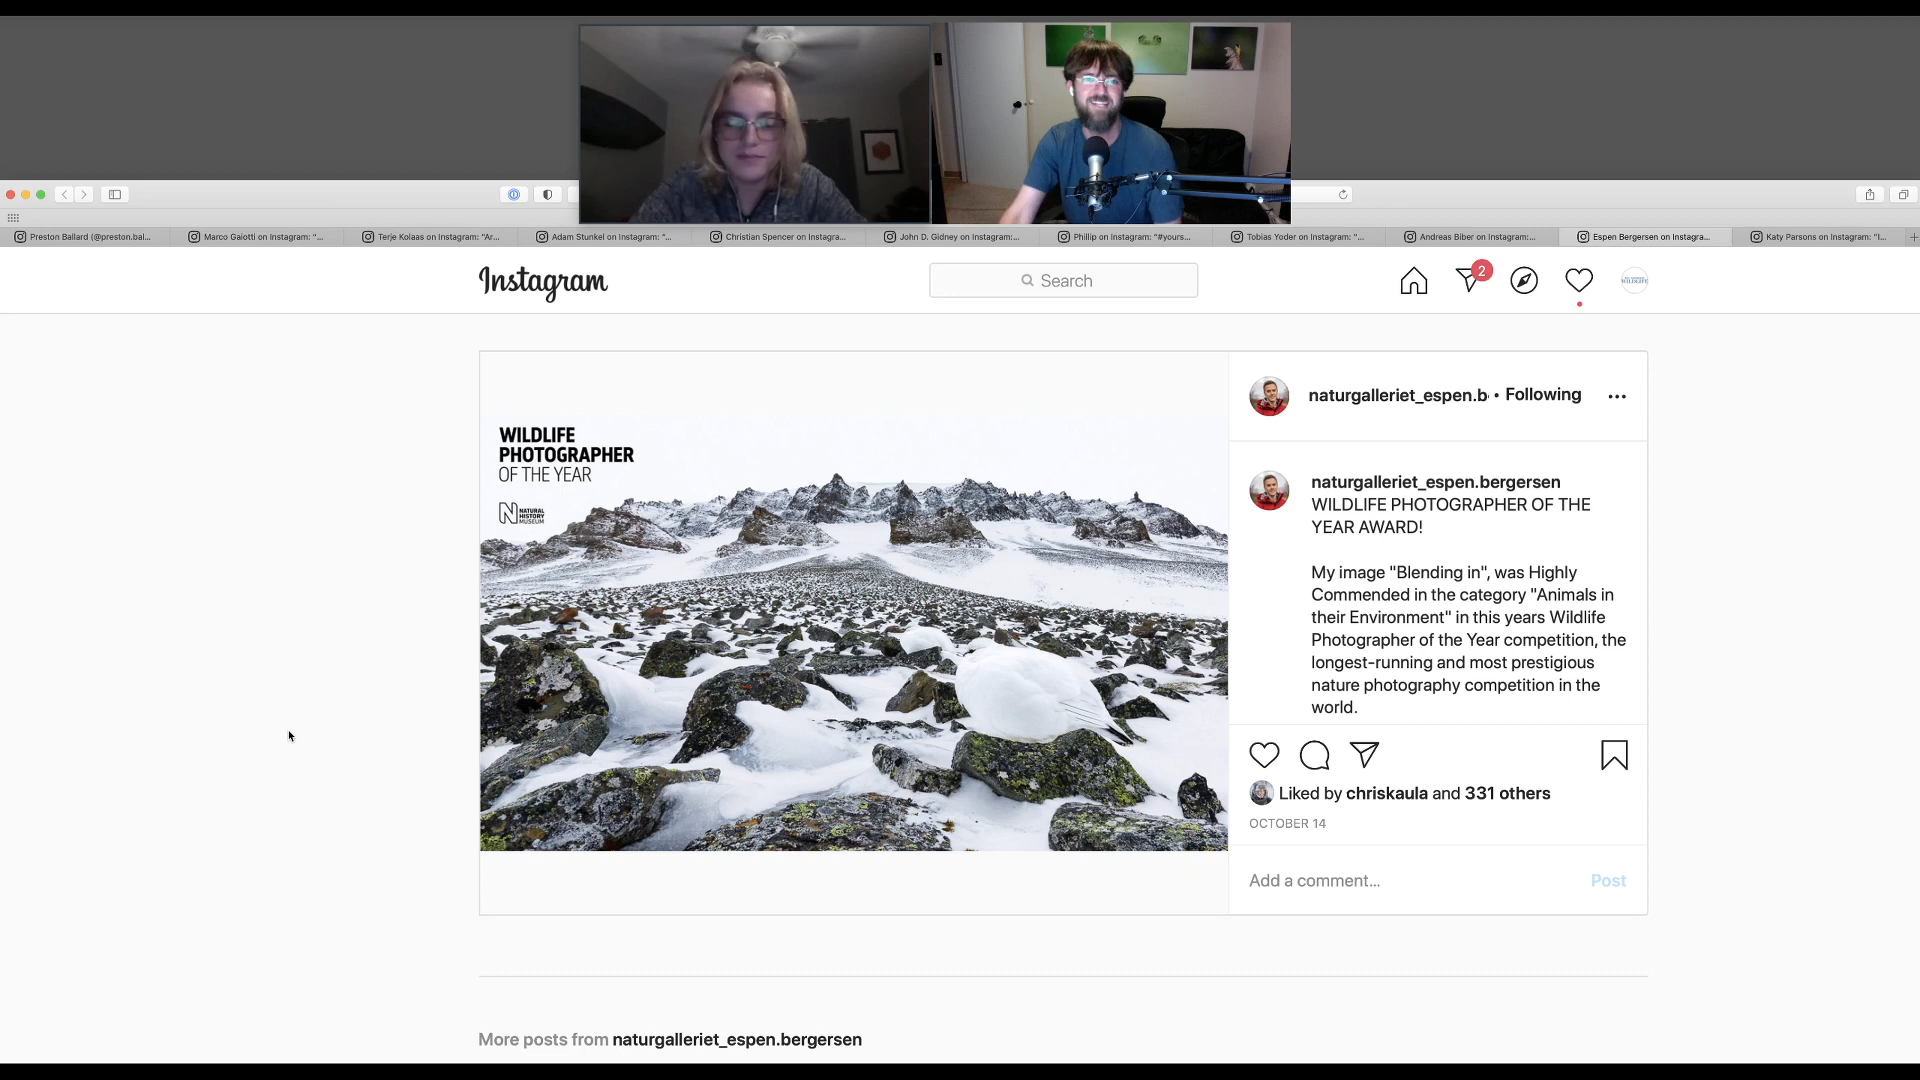 Preston Ballard (@preston.bal...
Marco Gaiotti on Instagram: "...
Terje Kolaas on Instagram: "Ar...
Adam Stunkel on Instagram: "...
Christian Spencer on Instagra...
John D. Gidney on Instagram:...
Phillip on Instagram: "#yours...
Tobias Yoder on Instagram: "...
Andreas Biber on Instagram:...
Espen Bergersen on Instagra...
Katy Parsons on Instagram: "I...
Instagram
Search
2
WILDLIFE
PHOTOGRAPHER
OF THE YEAR
N NATURAL
HISTORY
MUSEUM
naturgalleriet_espen.b • Following
naturgalleriet_espen.bergersen
WILDLIFE PHOTOGRAPHER OF THE
YEAR AWARD!
My image "Blending in", was Highly
Commended in the category "Animals in
their Environment" in this years Wildlife
Photographer of the Year competition, the
longest-running and most prestigious
nature photography competition in the
world.
Liked by chriskaula and 331 others
OCTOBER 14
Add a comment...
Post
More posts from naturgalleriet_espen.bergersen